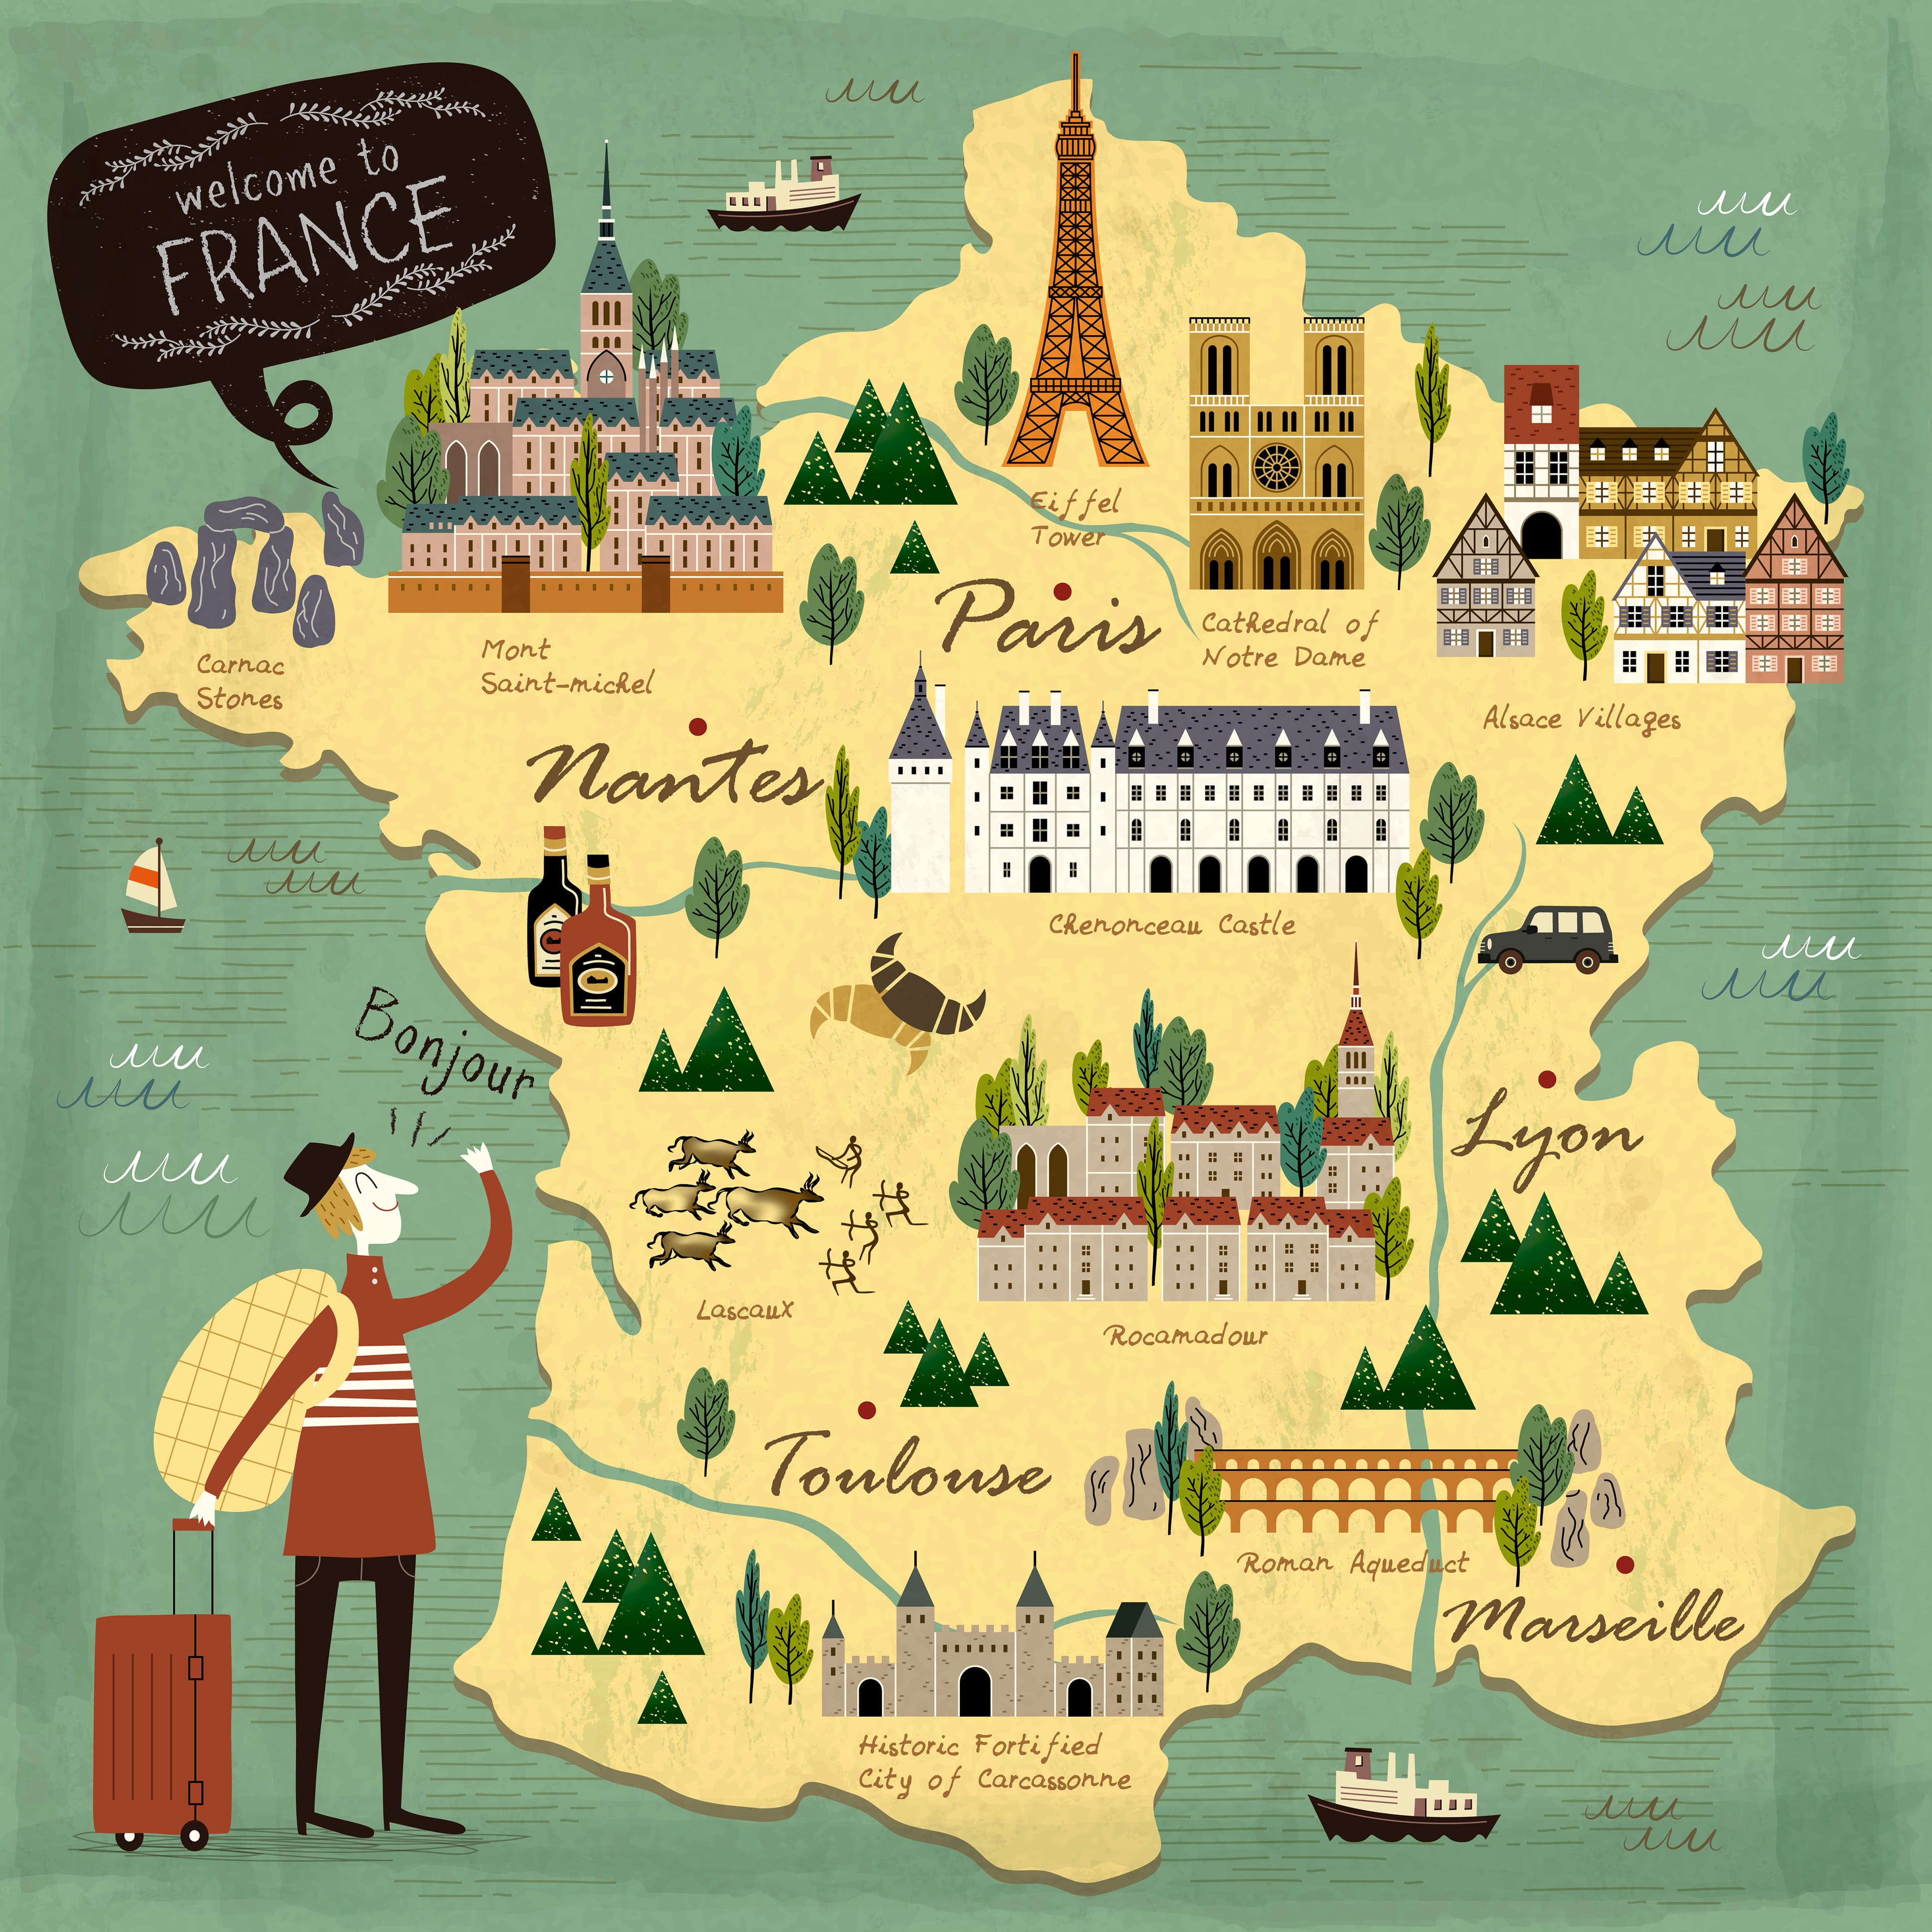 welcome to
FRANCE
Eiffel
Tower
Paris
Cathedral of
Notre Dame
Carnac
Stones
Mont
Saint-michel
Alsace Villages
Nantes
Chenonceau Castle
Bonjour
Lyon
Lascaux
Rocamadour
Toulouse
Roman Aqueduct
Marseille
Historic Fortified
City of Carcassonne